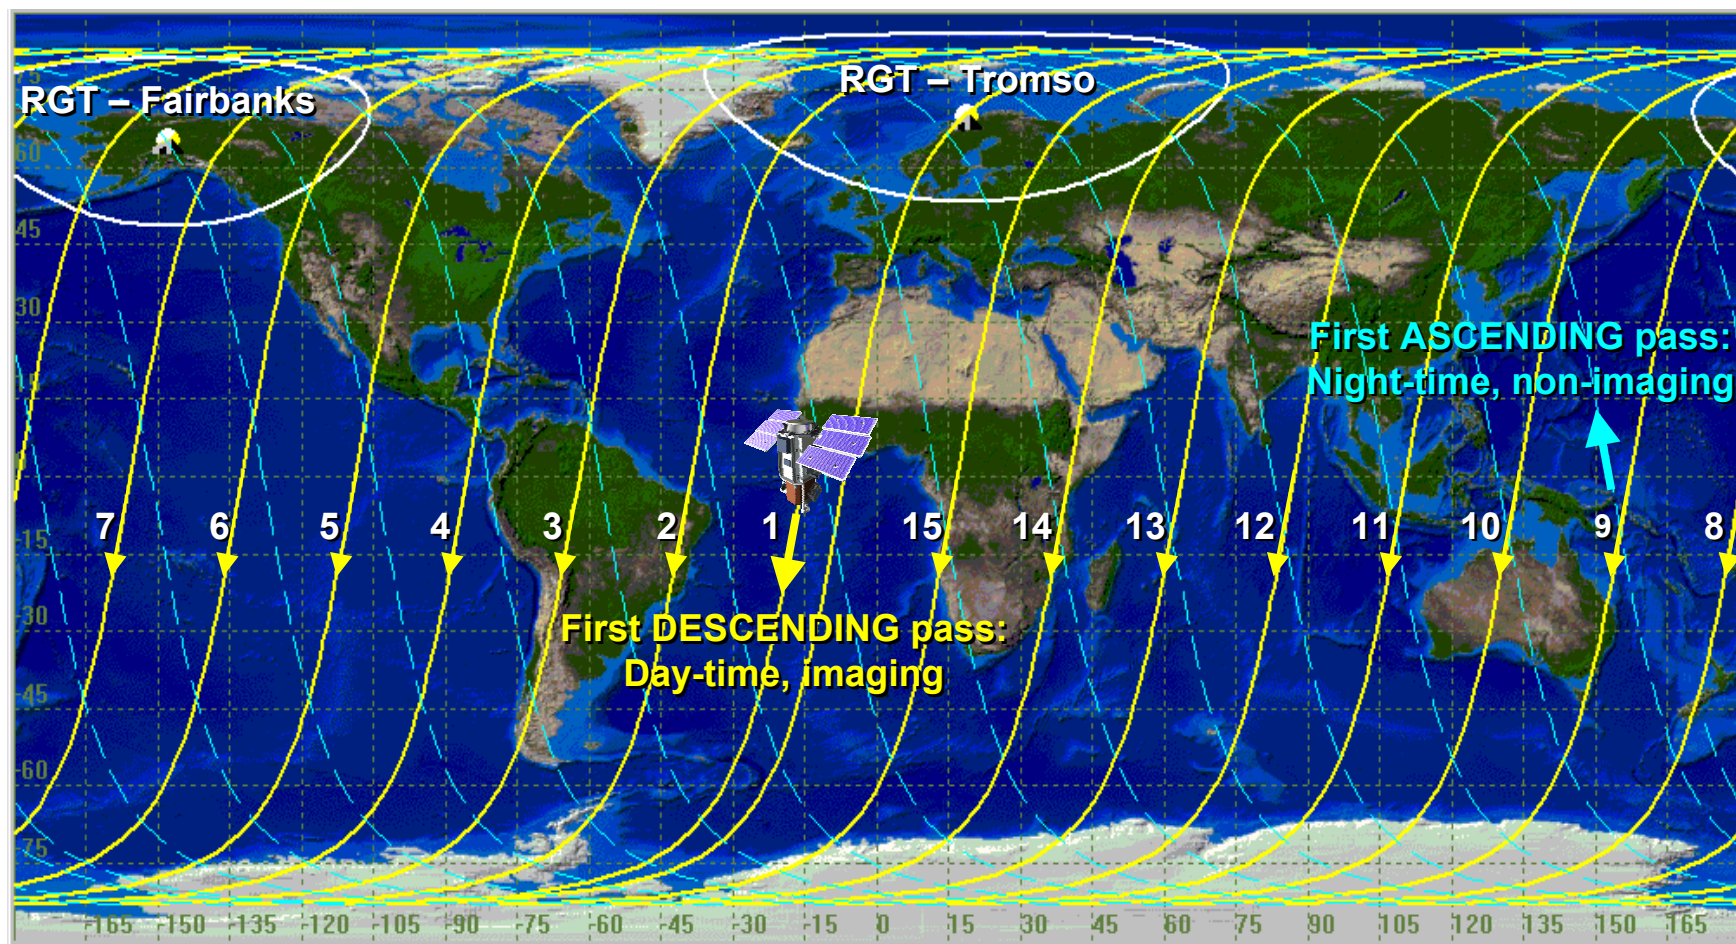 75
RGT – Fairbanks
RGT – Tromso
60
45
30
First ASCENDING pass:
Night-time, non-imaging
15
0
7 6 5 4 3 2 1 15 14 13 12 11 10 9 8
-15
-30
First DESCENDING pass:
Day-time, imaging
-45
-60
-75
-165 -150 -135 -120 -105 -90 -75 -60 -45 -30 -15 0 15 30 45 60 75 90 105 120 135 150 165